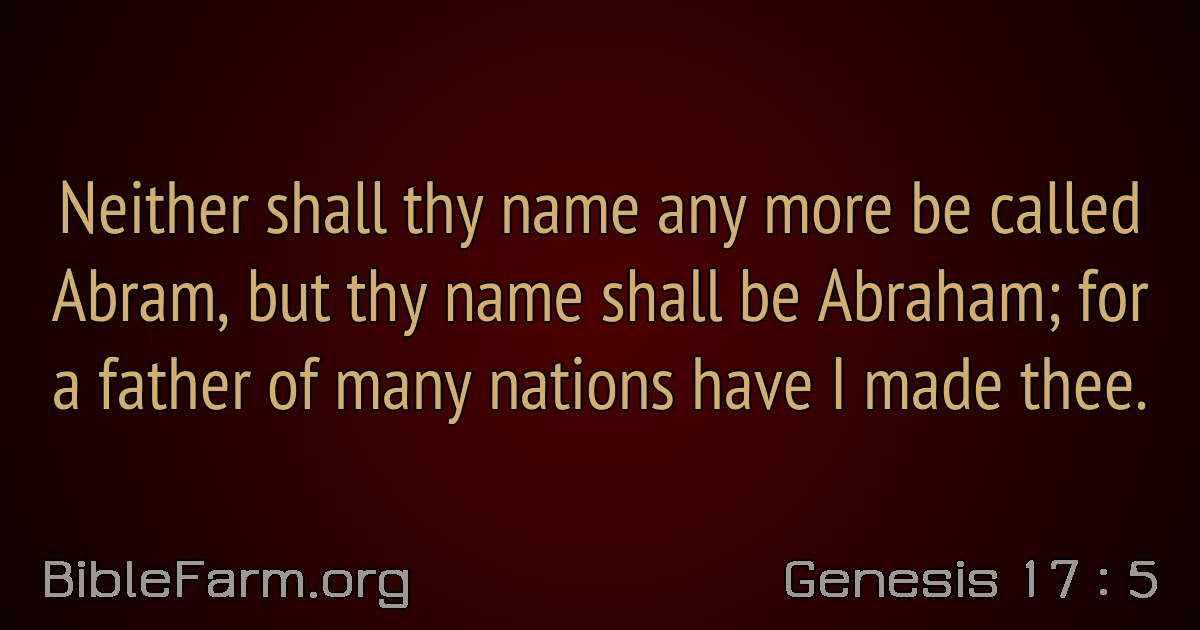 Neither shall thy name any more be called
Abram, but thy name shall be Abraham; for
a father of many nations have I made thee.
BibleFarm.org
Genesis 17 : 5